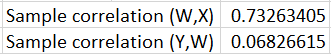 Sample correlation (W,X) 0.73263405
Sample correlation (Y,W) 0.06826615